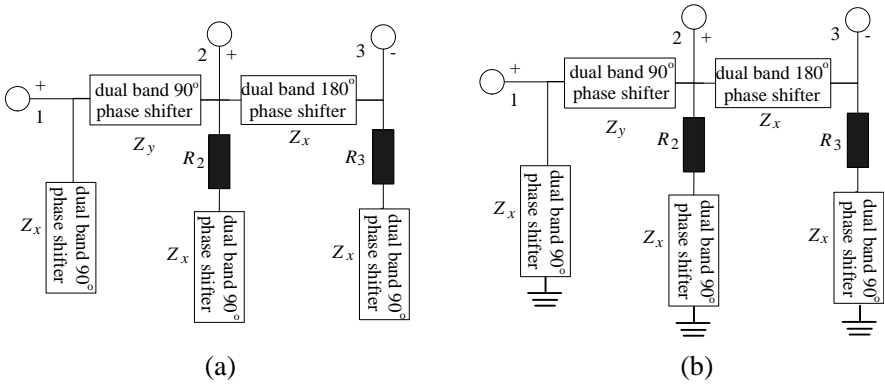 +
1
dual band 90°
phase shifter
Z_y
2
+
dual band 180°
phase shifter
Z_x
3
-
R_2
R_3
Z_x
dual band 90°
phase shifter
Z_x
dual band 90°
phase shifter
Z_x
dual band 90°
phase shifter
(a)
+
1
dual band 90°
phase shifter
Z_y
2
+
dual band 180°
phase shifter
Z_x
3
-
R_2
R_3
Z_x
dual band 90°
phase shifter
Z_x
dual band 90°
phase shifter
Z_x
dual band 90°
phase shifter
(b)